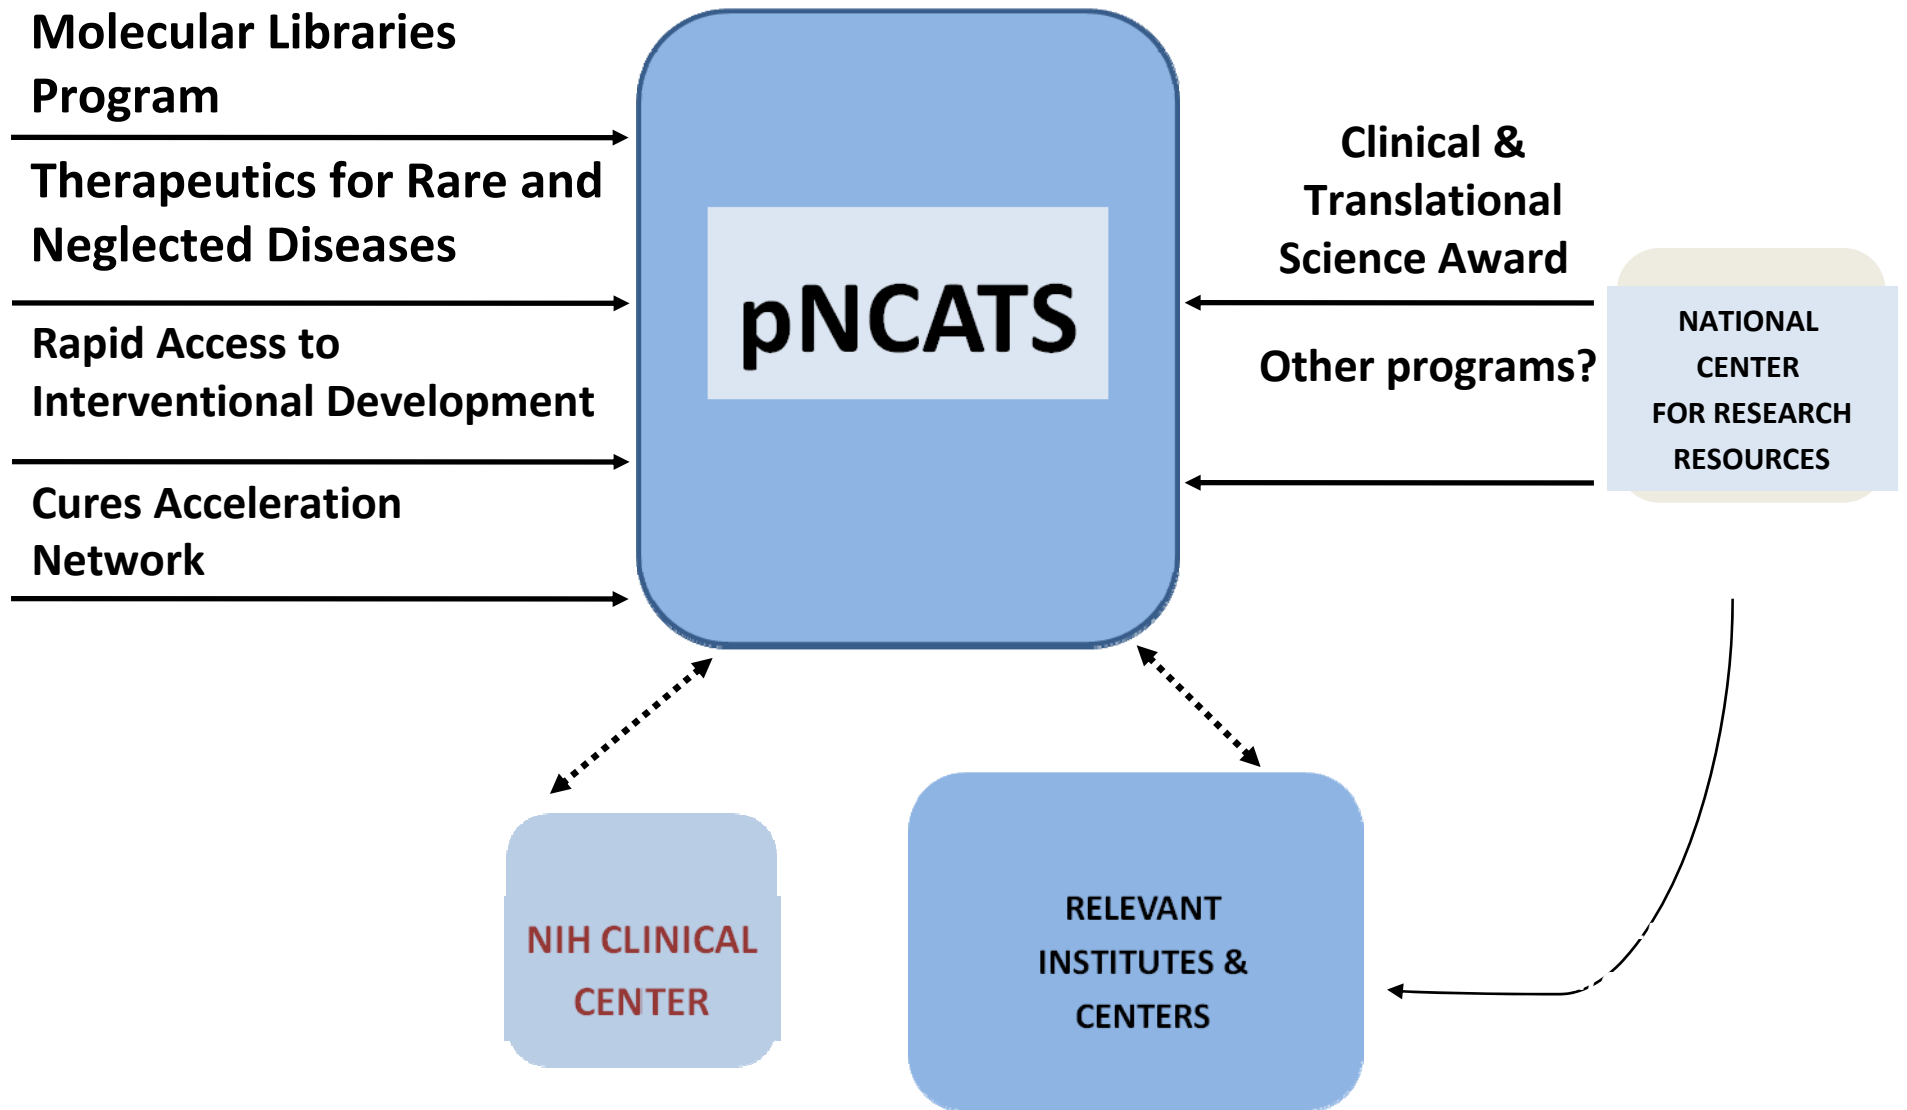 Molecular Libraries
Program
Therapeutics for Rare and
Neglected Diseases
Rapid Access to
Interventional Development
Cures Acceleration
Network
pNCATS
Clinical &
Translational
Science Award
Other programs?
NATIONAL
CENTER
FOR RESEARCH
RESOURCES
NIH CLINICAL
CENTER
RELEVANT
INSTITUTES &
CENTERS